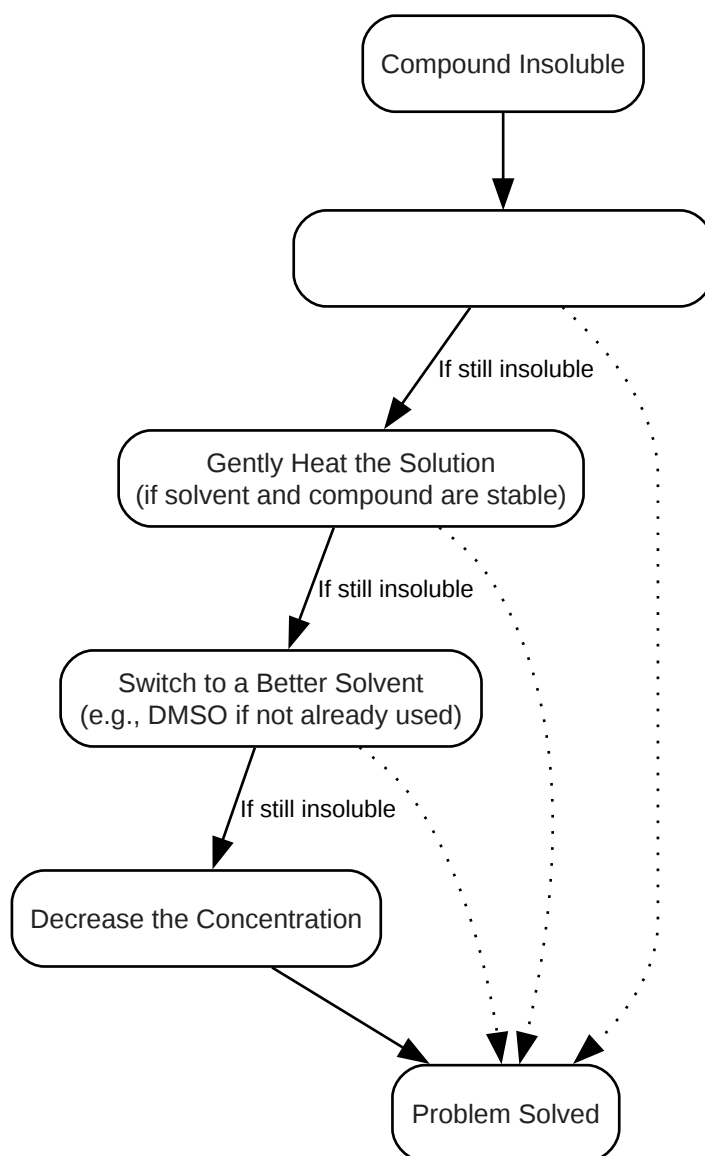 Compound Insoluble
If still insoluble
Gently Heat the Solution
(if solvent and compound are stable)
If still insoluble
Switch to a Better Solvent
(e.g., DMSO if not already used)
If still insoluble
Decrease the Concentration
Problem Solved